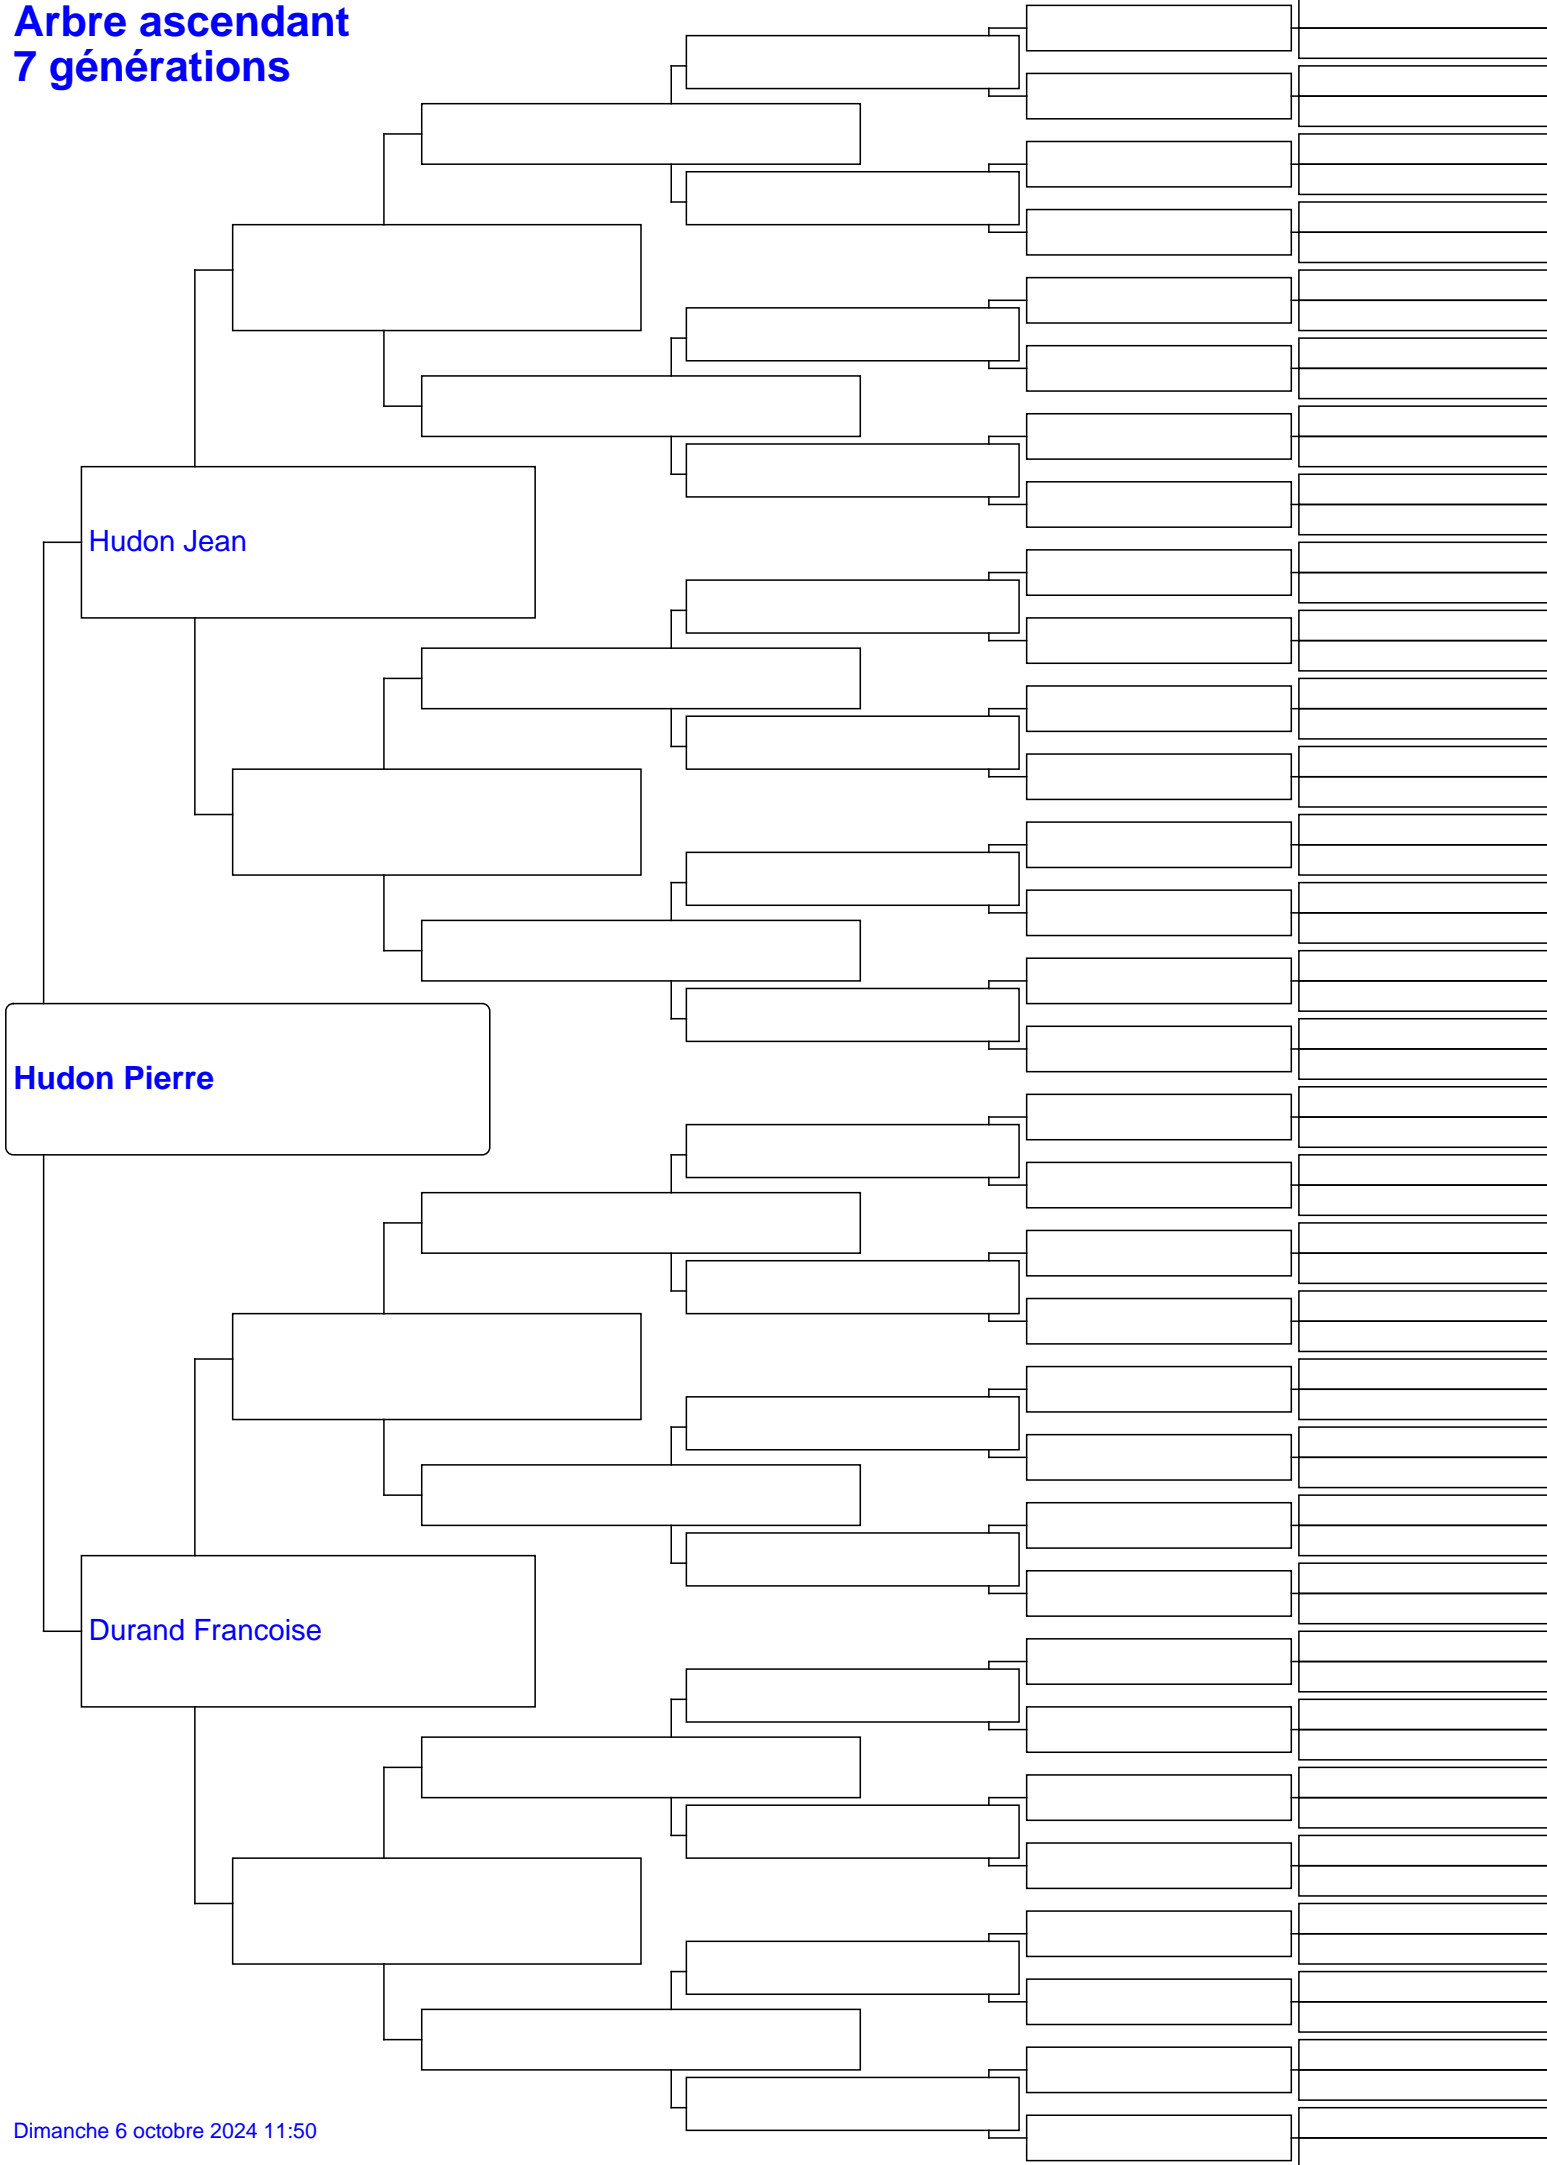 Arbre ascendant
7 générations
Hudon Jean
Hudon Pierre
Durand Francoise
Dimanche 6 octobre 2024 11:50